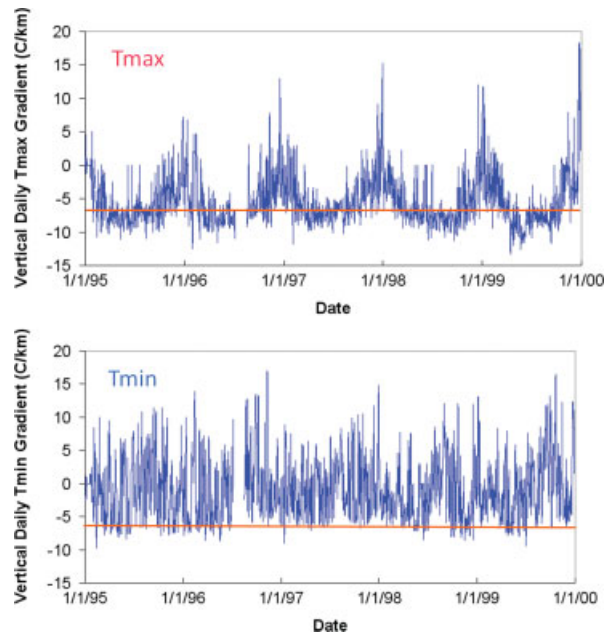 Vertical Daily Tmax Gradient (C/km)
Tmax
20
15
10
5
0
-5
-10
-15
1/1/95 1/1/96 1/1/97 1/1/98 1/1/99 1/1/00
Date
Vertical Daily Tmin Gradient (C/km)
Tmin
20
15
10
5
0
-5
-10
-15
1/1/95 1/1/96 1/1/97 1/1/98 1/1/99 1/1/00
Date